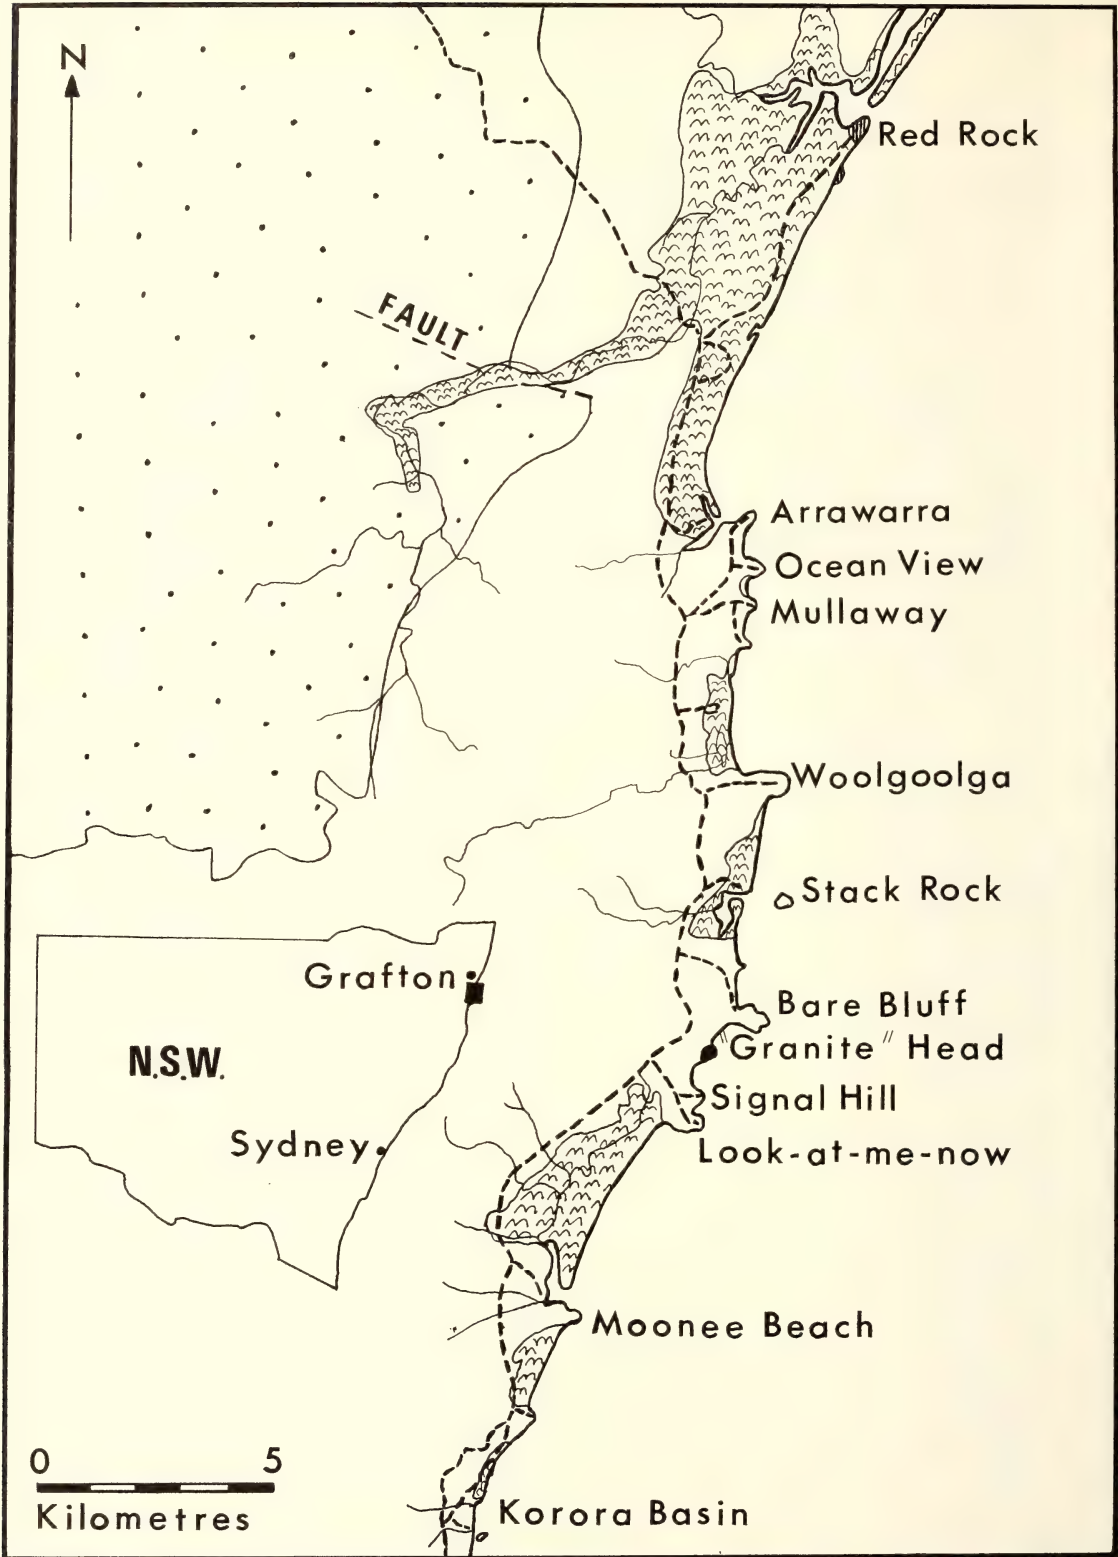 N
Red Rock
FAULT
Arrawarra
Ocean View
Mullaway
Woolgoolga
Stack Rock
Grafton
Bare Bluff
"Granite" Head
N.S.W.
Signal Hill
Sydney
Look-at-me-now
Moonee Beach
0 5
Kilometres
Korora Basin